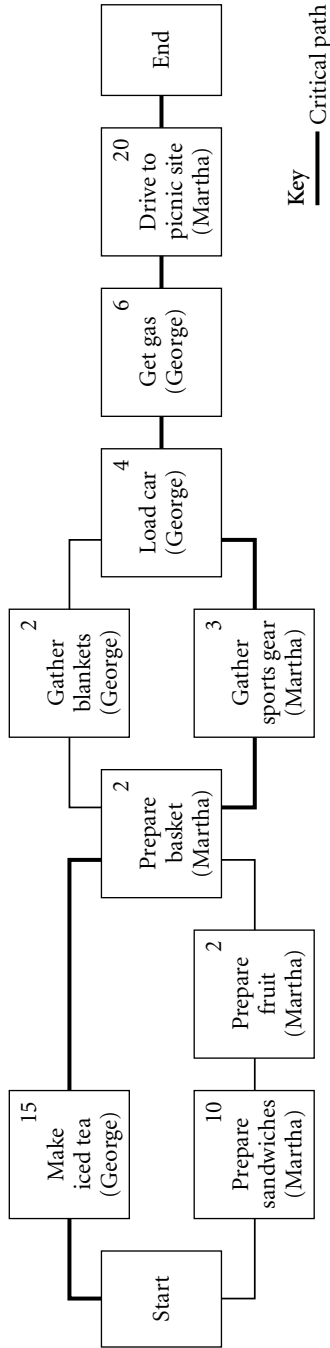 Start
15
Make
iced tea
(George)
10
Prepare
sandwiches
(Martha)
2
Prepare
fruit
(Martha)
2
Prepare
basket
(Martha)
2
Gather
blankets
(George)
3
Gather
sports gear
(Martha)
4
Load car
(George)
6
Get gas
(George)
20
Drive to
picnic site
(Martha)
End
Key
Critical path